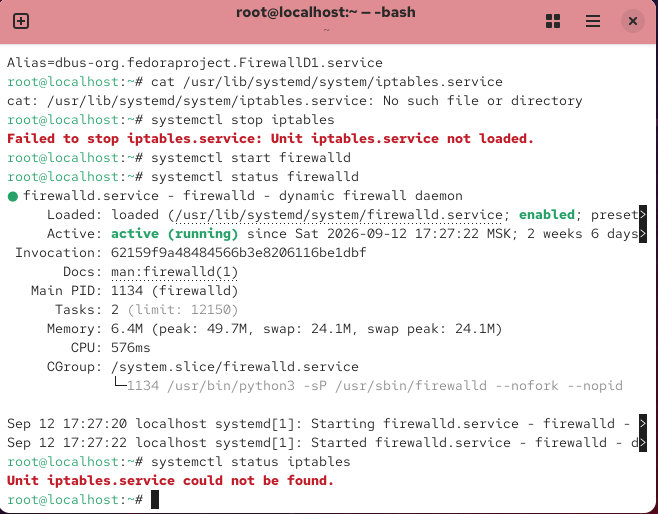 root@localhost:~ — -bash
~
Alias=dbus-org.fedoraproject.FirewallD1.service
root@localhost:~# cat /usr/lib/systemd/system/iptables.service
cat: /usr/lib/systemd/system/iptables.service: No such file or directory
root@localhost:~# systemctl stop iptables
Failed to stop iptables.service: Unit iptables.service not loaded.
root@localhost:~# systemctl start firewalld
root@localhost:~# systemctl status firewalld
● firewalld.service - firewalld - dynamic firewall daemon
     Loaded: loaded (/usr/lib/systemd/system/firewalld.service; enabled; preset>
     Active: active (running) since Sat 2026-09-12 17:27:22 MSK; 2 weeks 6 days>
 Invocation: 62159f9a48484566b3e8206116be1dbf
       Docs: man:firewalld(1)
   Main PID: 1134 (firewalld)
      Tasks: 2 (limit: 12150)
     Memory: 6.4M (peak: 49.7M, swap: 24.1M, swap peak: 24.1M)
        CPU: 576ms
     CGroup: /system.slice/firewalld.service
             └─1134 /usr/bin/python3 -sP /usr/sbin/firewalld --nofork --nopid
Sep 12 17:27:20 localhost systemd[1]: Starting firewalld.service - firewalld - >
Sep 12 17:27:22 localhost systemd[1]: Started firewalld.service - firewalld - d>
root@localhost:~# systemctl status iptables
Unit iptables.service could not be found.
root@localhost:~#